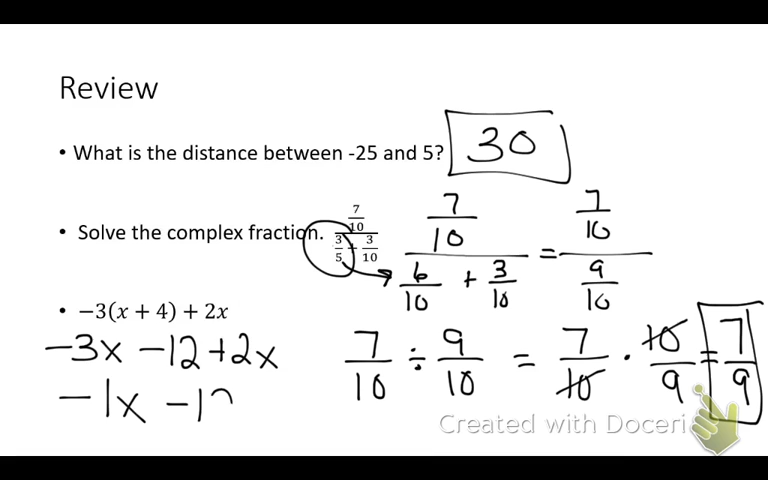 Review
• What is the distance between -25 and 5? 30
• Solve the complex fraction. (7/10)/(3/5 + 3/10)
(7/10)/(6/10 + 3/10) = (7/10)/(9/10)
• −3(x + 4) + 2x
-3x -12 +2x
-1x -1
7/10 ÷ 9/10 = 7/10 · 10/9 = 7/9
Created with Doceri